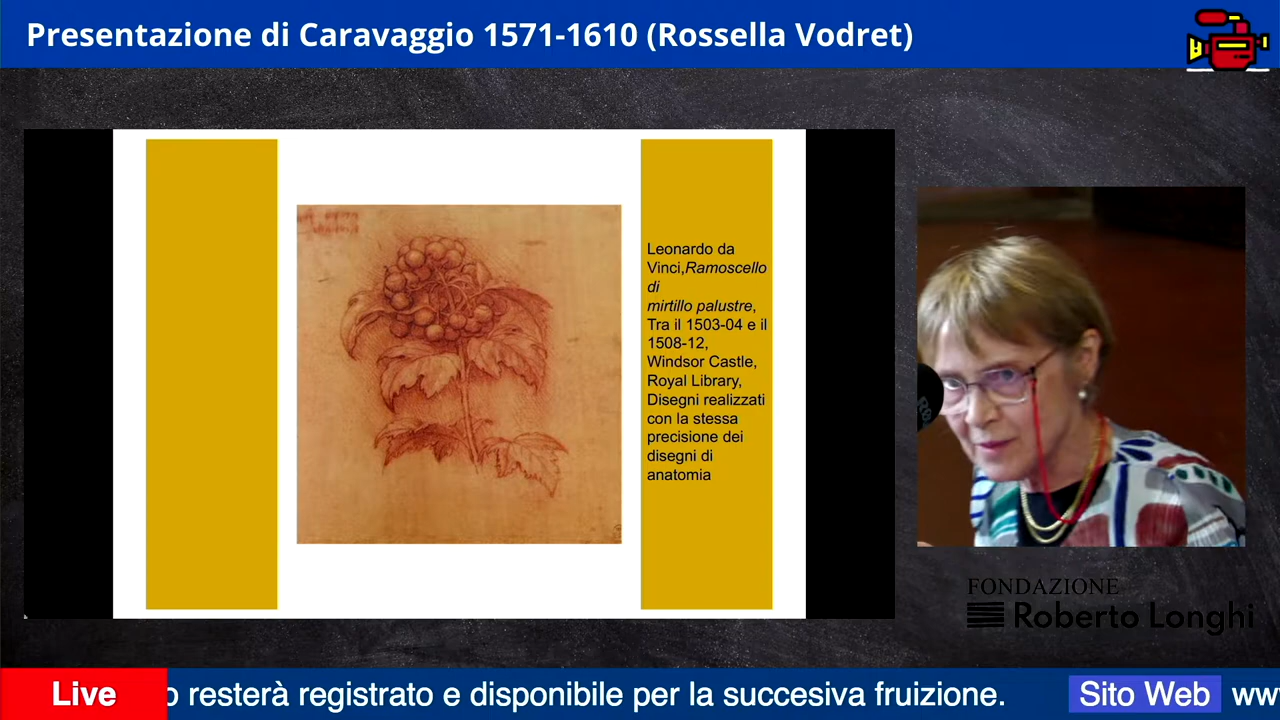 Presentazione di Caravaggio 1571-1610 (Rossella Vodret)
Leonardo da
Vinci,Ramoscello
di
mirtillo palustre,
Tra il 1503-04 e il
1508-12,
Windsor Castle,
Royal Library,
Disegni realizzati
con la stessa
precisione dei
disegni di
anatomia
FONDAZIONE
Roberto Longhi
Live
o resterà registrato e disponibile per la succesiva fruizione.
Sito Web
ww